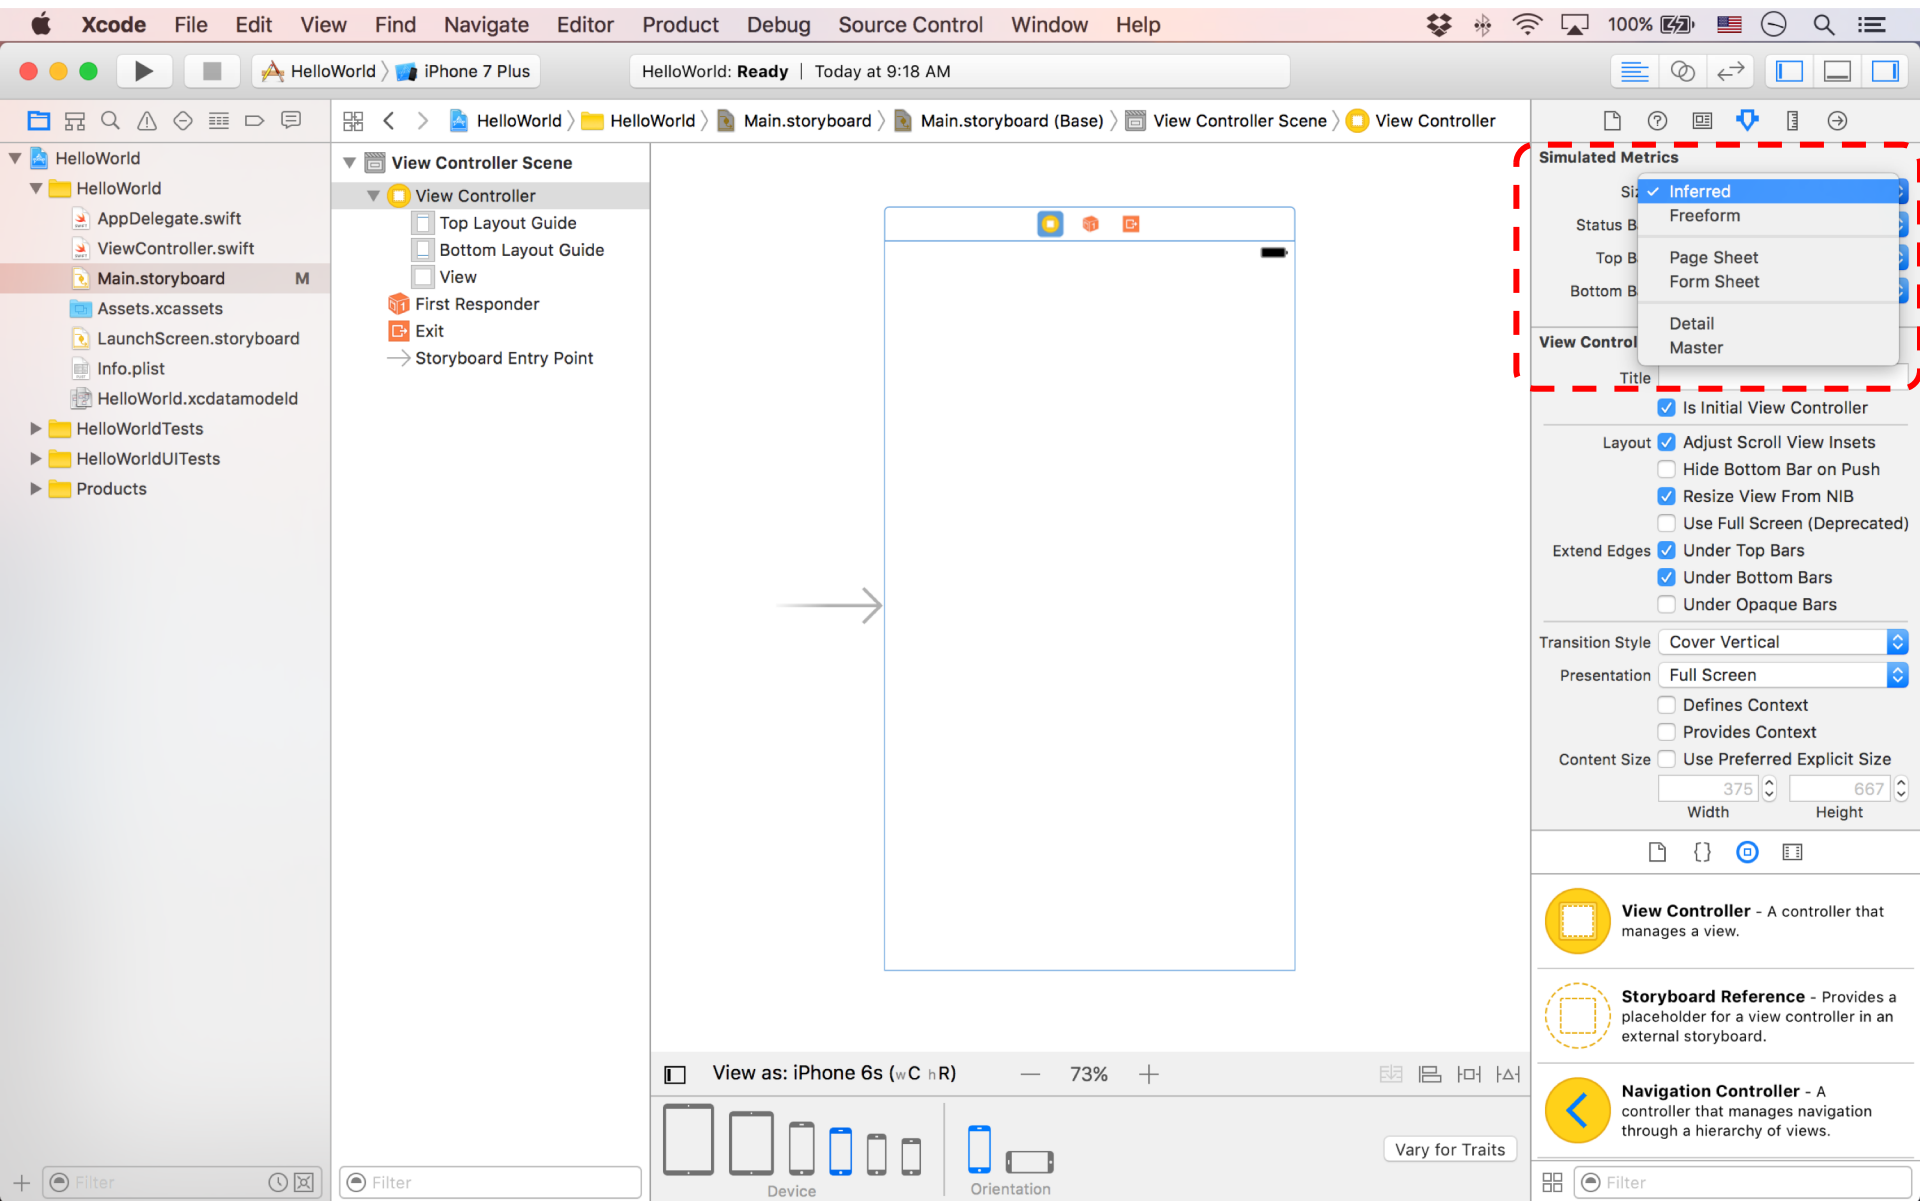 Xcode File Edit View Find Navigate Editor Product Debug Source Control Window Help 100%
HelloWorld iPhone 7 Plus HelloWorld: Ready | Today at 9:18 AM
HelloWorld HelloWorld Main.storyboard Main.storyboard (Base) View Controller Scene View Controller
HelloWorld
HelloWorld
AppDelegate.swift
ViewController.swift
Main.storyboard M
Assets.xcassets
LaunchScreen.storyboard
Info.plist
HelloWorld.xcdatamodeld
HelloWorldTests
HelloWorldUITests
Products
Filter
View Controller Scene
View Controller
Top Layout Guide
Bottom Layout Guide
View
First Responder
Exit
Storyboard Entry Point
Filter
View as: iPhone 6s (wC hR) 73%
Vary for Traits
Device Orientation
Simulated Metrics
Siz
Status B
Top B
Bottom B
Inferred
Freeform
Page Sheet
Form Sheet
Detail
Master
View Control
Title
Is Initial View Controller
Layout Adjust Scroll View Insets
Hide Bottom Bar on Push
Resize View From NIB
Use Full Screen (Deprecated)
Extend Edges Under Top Bars
Under Bottom Bars
Under Opaque Bars
Transition Style Cover Vertical
Presentation Full Screen
Defines Context
Provides Context
Content Size Use Preferred Explicit Size
375 667
Width Height
{}
View Controller - A controller that
manages a view.
Storyboard Reference - Provides a
placeholder for a view controller in an
external storyboard.
Navigation Controller - A
controller that manages navigation
through a hierarchy of views.
Filter